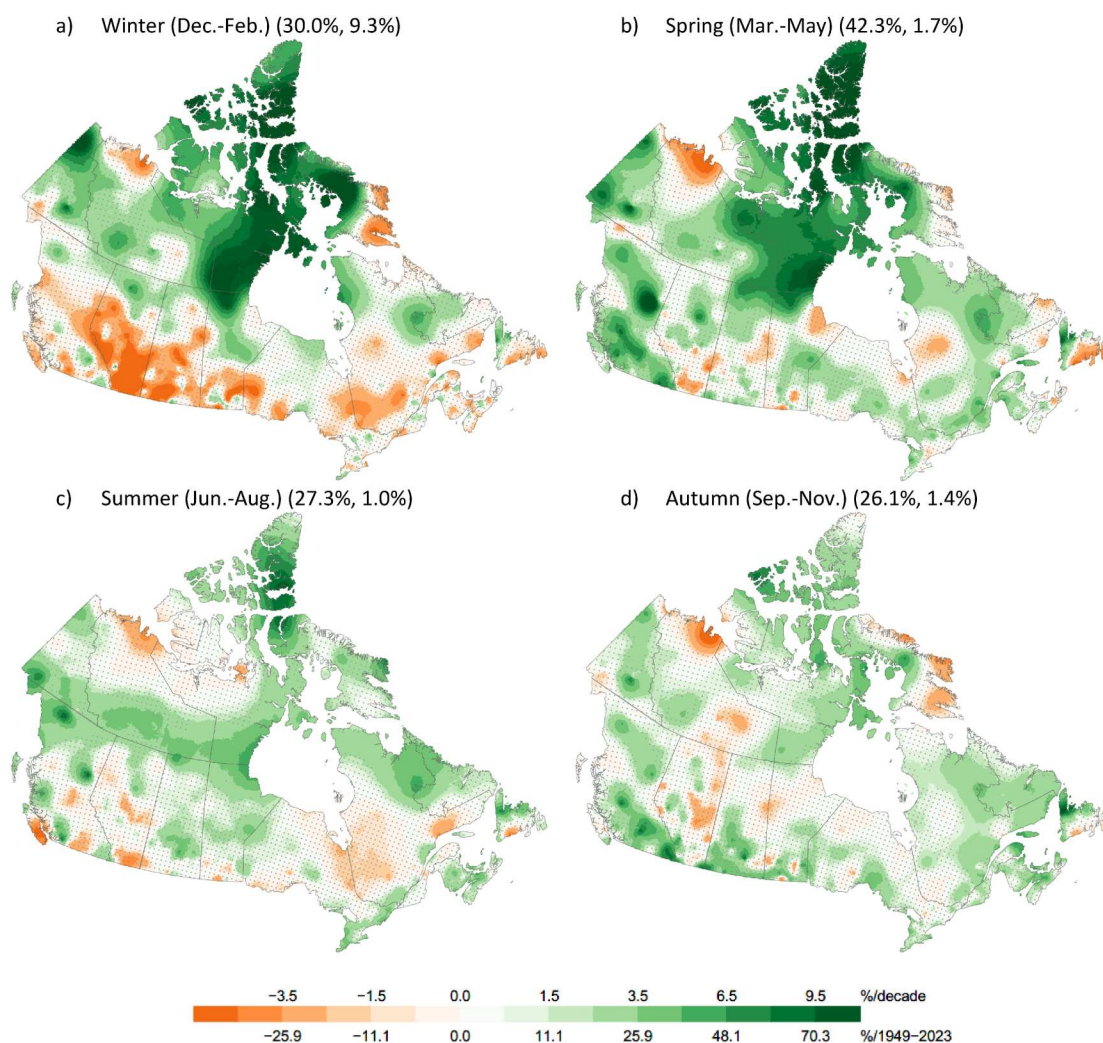 a) Winter (Dec.-Feb.) (30.0%, 9.3%)
b) Spring (Mar.-May) (42.3%, 1.7%)
c) Summer (Jun.-Aug.) (27.3%, 1.0%)
d) Autumn (Sep.-Nov.) (26.1%, 1.4%)
−3.5 −1.5 0.0 1.5 3.5 6.5 9.5 %/decade
−25.9 −11.1 0.0 11.1 25.9 48.1 70.3 %/1949−2023